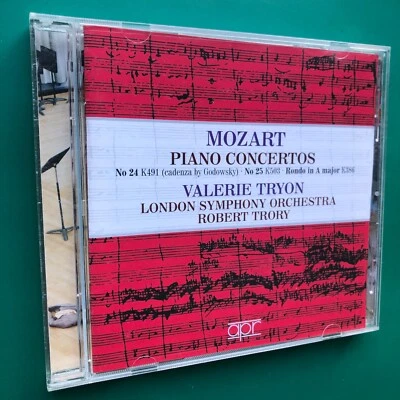 MOZART
PIANO CONCERTOS
No 24 K491 (cadenza by Godowsky) · No 25 K503 · Rondo in A major K386
VALERIE TRYON
LONDON SYMPHONY ORCHESTRA
ROBERT TRORY
apr